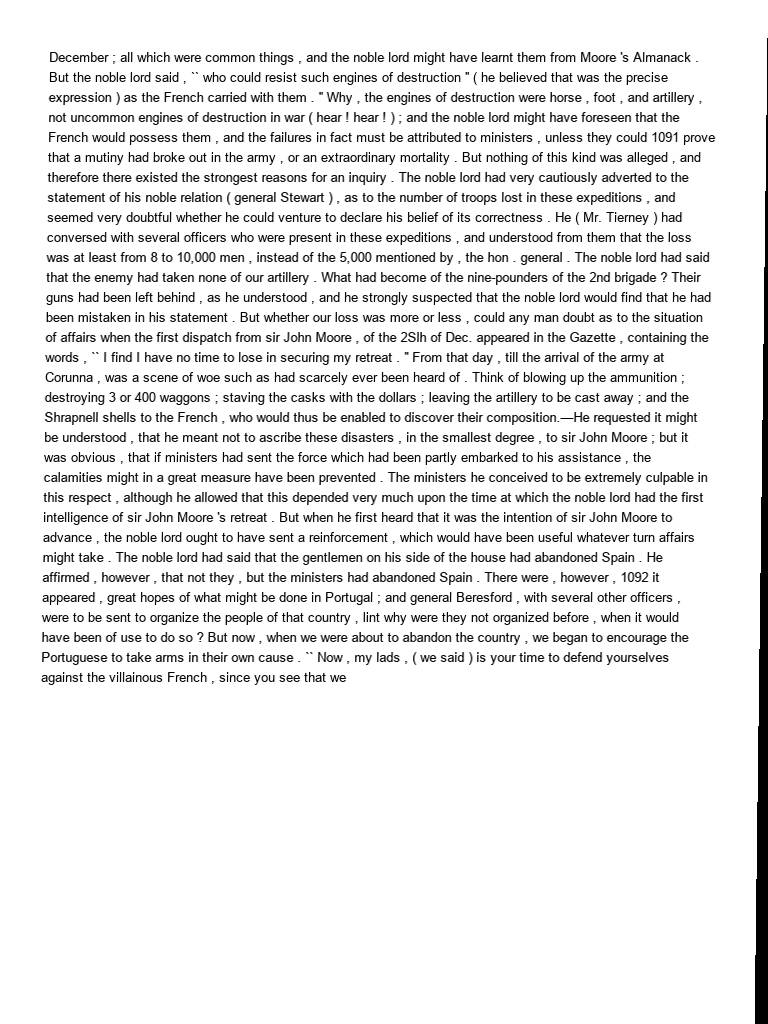 December ; all which were common things , and the noble lord might have learnt them from Moore 's Almanack .
But the noble lord said , `` who could resist such engines of destruction " ( he believed that was the precise
expression ) as the French carried with them . " Why , the engines of destruction were horse , foot , and artillery ,
not uncommon engines of destruction in war ( hear ! hear ! ) ; and the noble lord might have foreseen that the
French would possess them , and the failures in fact must be attributed to ministers , unless they could 1091 prove
that a mutiny had broke out in the army , or an extraordinary mortality . But nothing of this kind was alleged , and
therefore there existed the strongest reasons for an inquiry . The noble lord had very cautiously adverted to the
statement of his noble relation ( general Stewart ) , as to the number of troops lost in these expeditions , and
seemed very doubtful whether he could venture to declare his belief of its correctness . He ( Mr. Tierney ) had
conversed with several officers who were present in these expeditions , and understood from them that the loss
was at least from 8 to 10,000 men , instead of the 5,000 mentioned by , the hon . general . The noble lord had said
that the enemy had taken none of our artillery . What had become of the nine-pounders of the 2nd brigade ? Their
guns had been left behind , as he understood , and he strongly suspected that the noble lord would find that he had
been mistaken in his statement . But whether our loss was more or less , could any man doubt as to the situation
of affairs when the first dispatch from sir John Moore , of the 2SIh of Dec. appeared in the Gazette , containing the
words , `` I find I have no time to lose in securing my retreat . " From that day , till the arrival of the army at
Corunna , was a scene of woe such as had scarcely ever been heard of . Think of blowing up the ammunition ;
destroying 3 or 400 waggons ; staving the casks with the dollars ; leaving the artillery to be cast away ; and the
Shrapnell shells to the French , who would thus be enabled to discover their composition.—He requested it might
be understood , that he meant not to ascribe these disasters , in the smallest degree , to sir John Moore ; but it
was obvious , that if ministers had sent the force which had been partly embarked to his assistance , the
calamities might in a great measure have been prevented . The ministers he conceived to be extremely culpable in
this respect , although he allowed that this depended very much upon the time at which the noble lord had the first
intelligence of sir John Moore 's retreat . But when he first heard that it was the intention of sir John Moore to
advance , the noble lord ought to have sent a reinforcement , which would have been useful whatever turn affairs
might take . The noble lord had said that the gentlemen on his side of the house had abandoned Spain . He
affirmed , however , that not they , but the ministers had abandoned Spain . There were , however , 1092 it
appeared , great hopes of what might be done in Portugal ; and general Beresford , with several other officers ,
were to be sent to organize the people of that country , lint why were they not organized before , when it would
have been of use to do so ? But now , when we were about to abandon the country , we began to encourage the
Portuguese to take arms in their own cause . `` Now , my lads , ( we said ) is your time to defend yourselves
against the villainous French , since you see that we